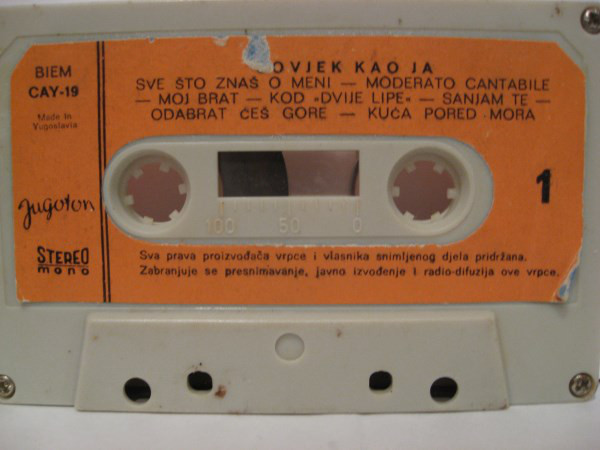 BIEM
CAY-19
Made in
Yugoslavia
Jugoton
STEREO
mono
KAO JA
SVE ŠTO ZNAŠ O MENI — MODERATO CANTABILE
— MOJ BRAT — KOD »DVIJE LIPE« — SANJAM TE —
ODABRAT ĆEŠ GORE — KUĆA PORED MORA
1
100 50 0
Sva prava proizvođača vrpce i vlasnika snimljenog djela pridržana.
Zabranjuje se presnimavanje, javno izvođenje i radio-difuzija ove vrpce.